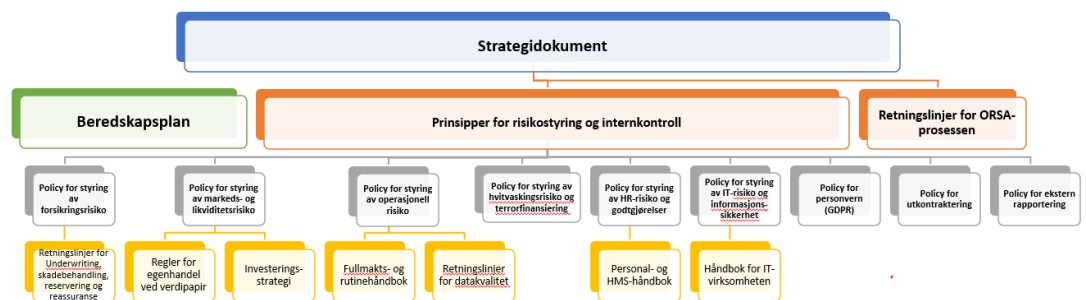 Strategidokument
Beredskapsplan
Prinsipper for risikostyring og internkontroll
Retningslinjer for ORSA-
prosessen
Policy for styring
av
forsikringsrisiko
Policy for styring
av markeds- og
likviditetsrisiko
Policy for styring
av operasjonell
risiko
Policy for styring av
hvitvaskingsrisiko og
terrorfinansiering
Policy for styring
av HR-risiko og
godtgjørelser
Policy for styring
av IT-risiko og
informasjons-
sikkerhet
Policy for
personvern
(GDPR)
Policy for
utkontraktering
Policy for ekstern
rapportering
Retningslinjer for
Underwriting,
skadebehandling,
reservering og
reassuranse
Regler for
egenhandel
ved verdipapir
Investerings-
strategi
Fullmakts- og
rutinehåndbok
Retningslinjer
for datakvalitet
Personal- og
HMS-håndbok
Håndbok for IT-
virksomheten